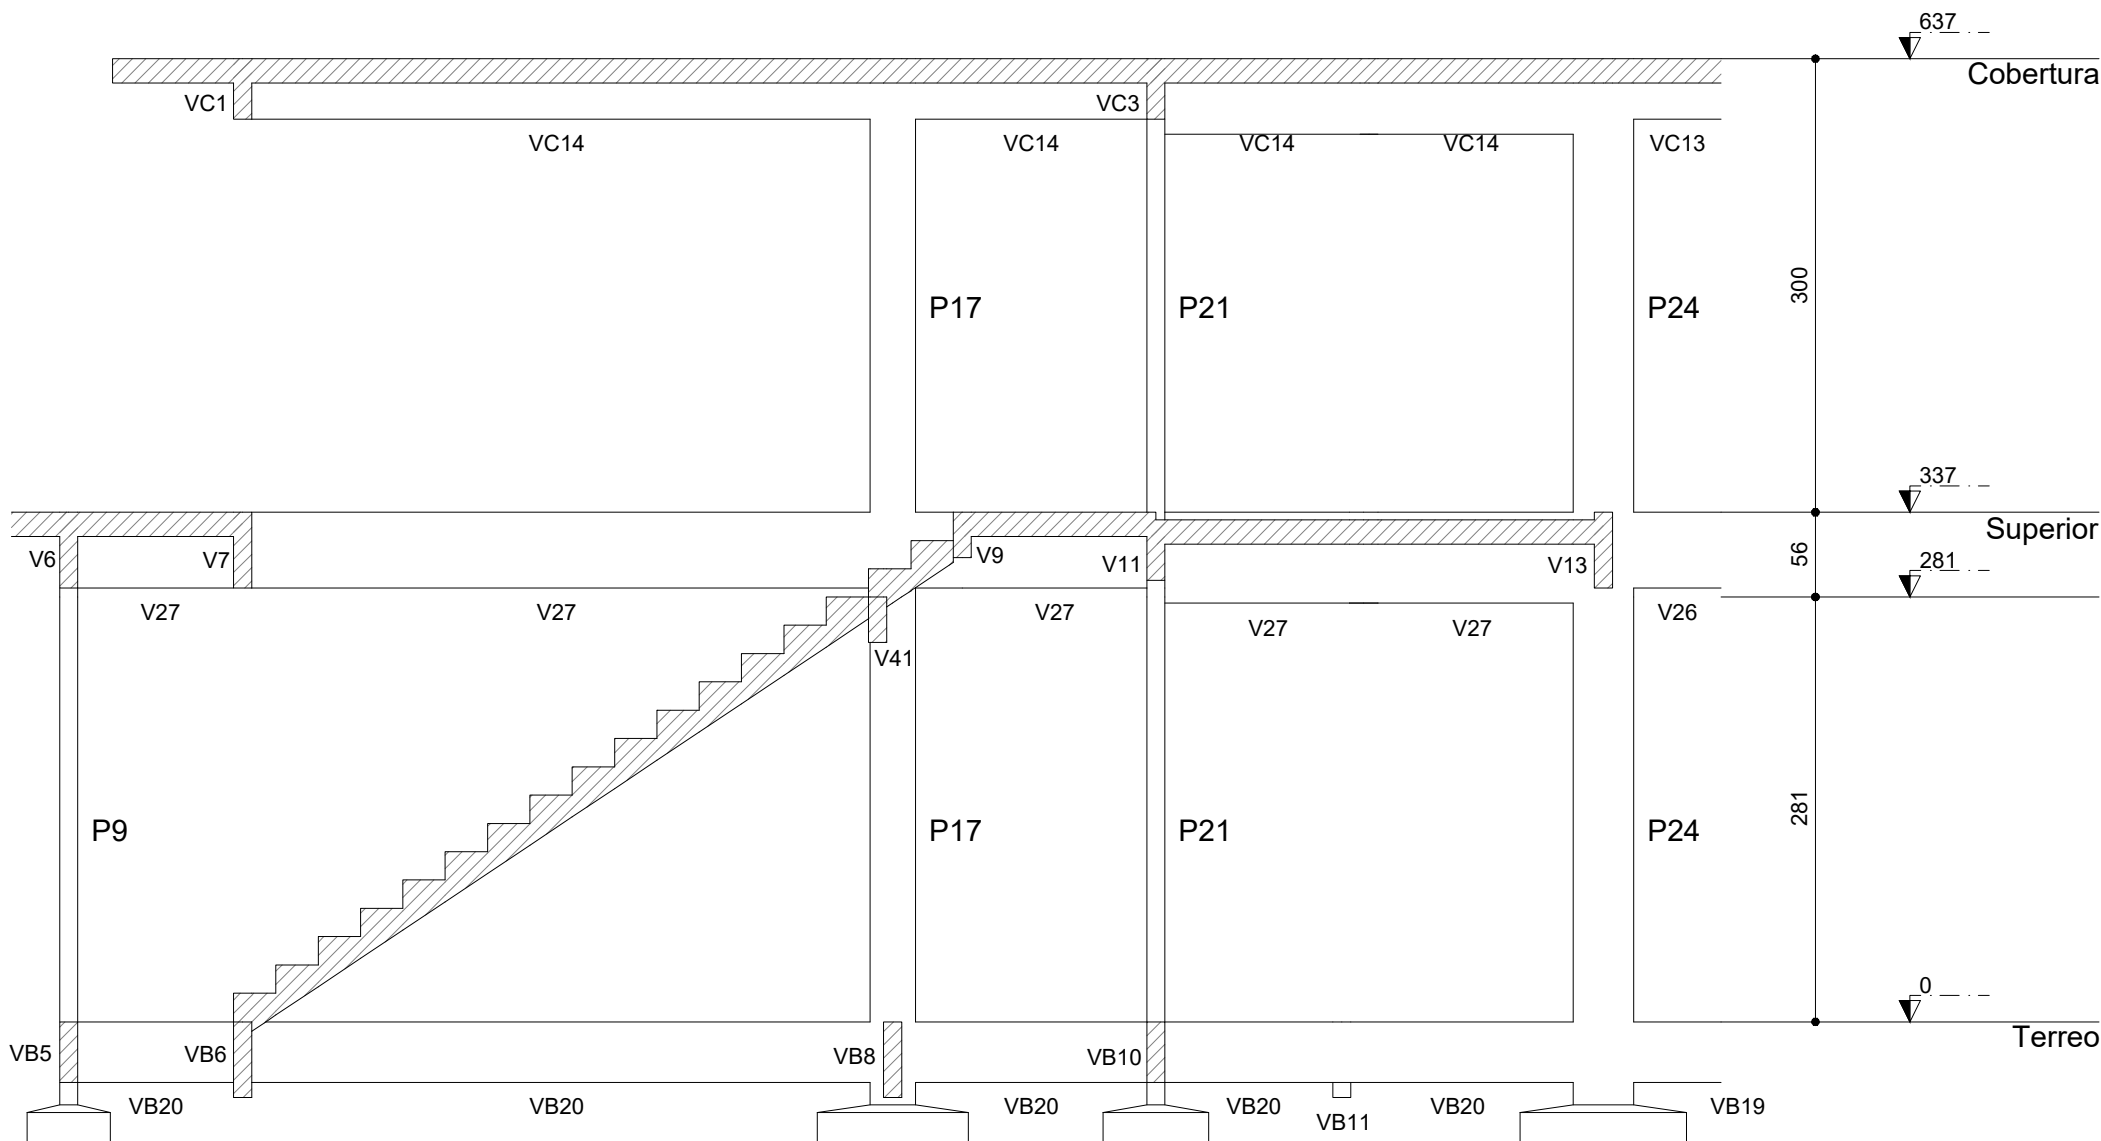 637
Cobertura
VC1
VC3
VC14
VC14
VC14
VC14
VC13
300
P17
P21
P24
337
Superior
V6
V7
V9
V11
V13
56
281
V27
V27
V27
V27
V27
V26
V41
281
P9
P17
P21
P24
0
Terreo
VB5
VB6
VB8
VB10
VB20
VB20
VB20
VB20
VB11
VB20
VB19